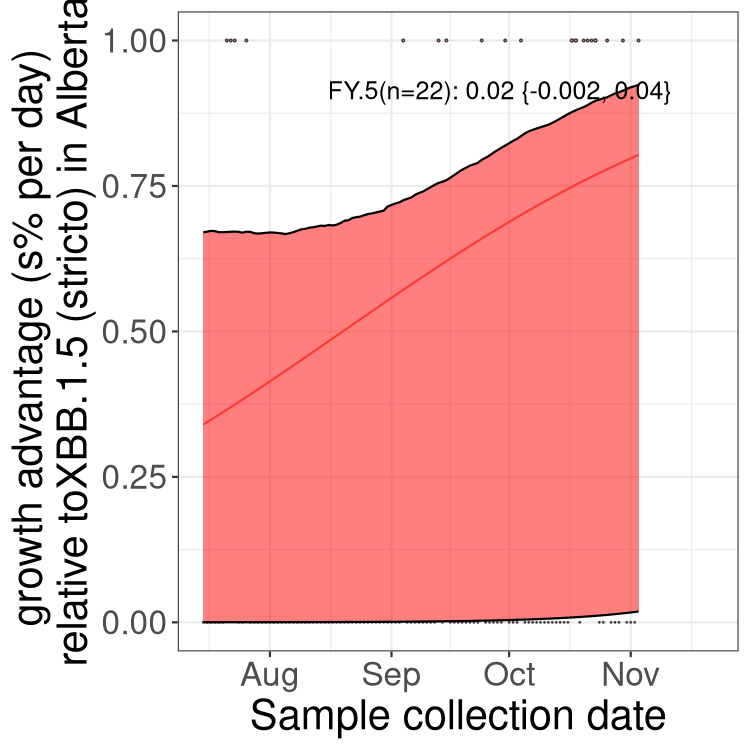 growth advantage (s% per day)
relative toXBB.1.5 (stricto) in Alberta
1.00
0.75
0.50
0.25
0.00
FY.5(n=22): 0.02 {-0.002, 0.04}
Aug Sep Oct Nov
Sample collection date